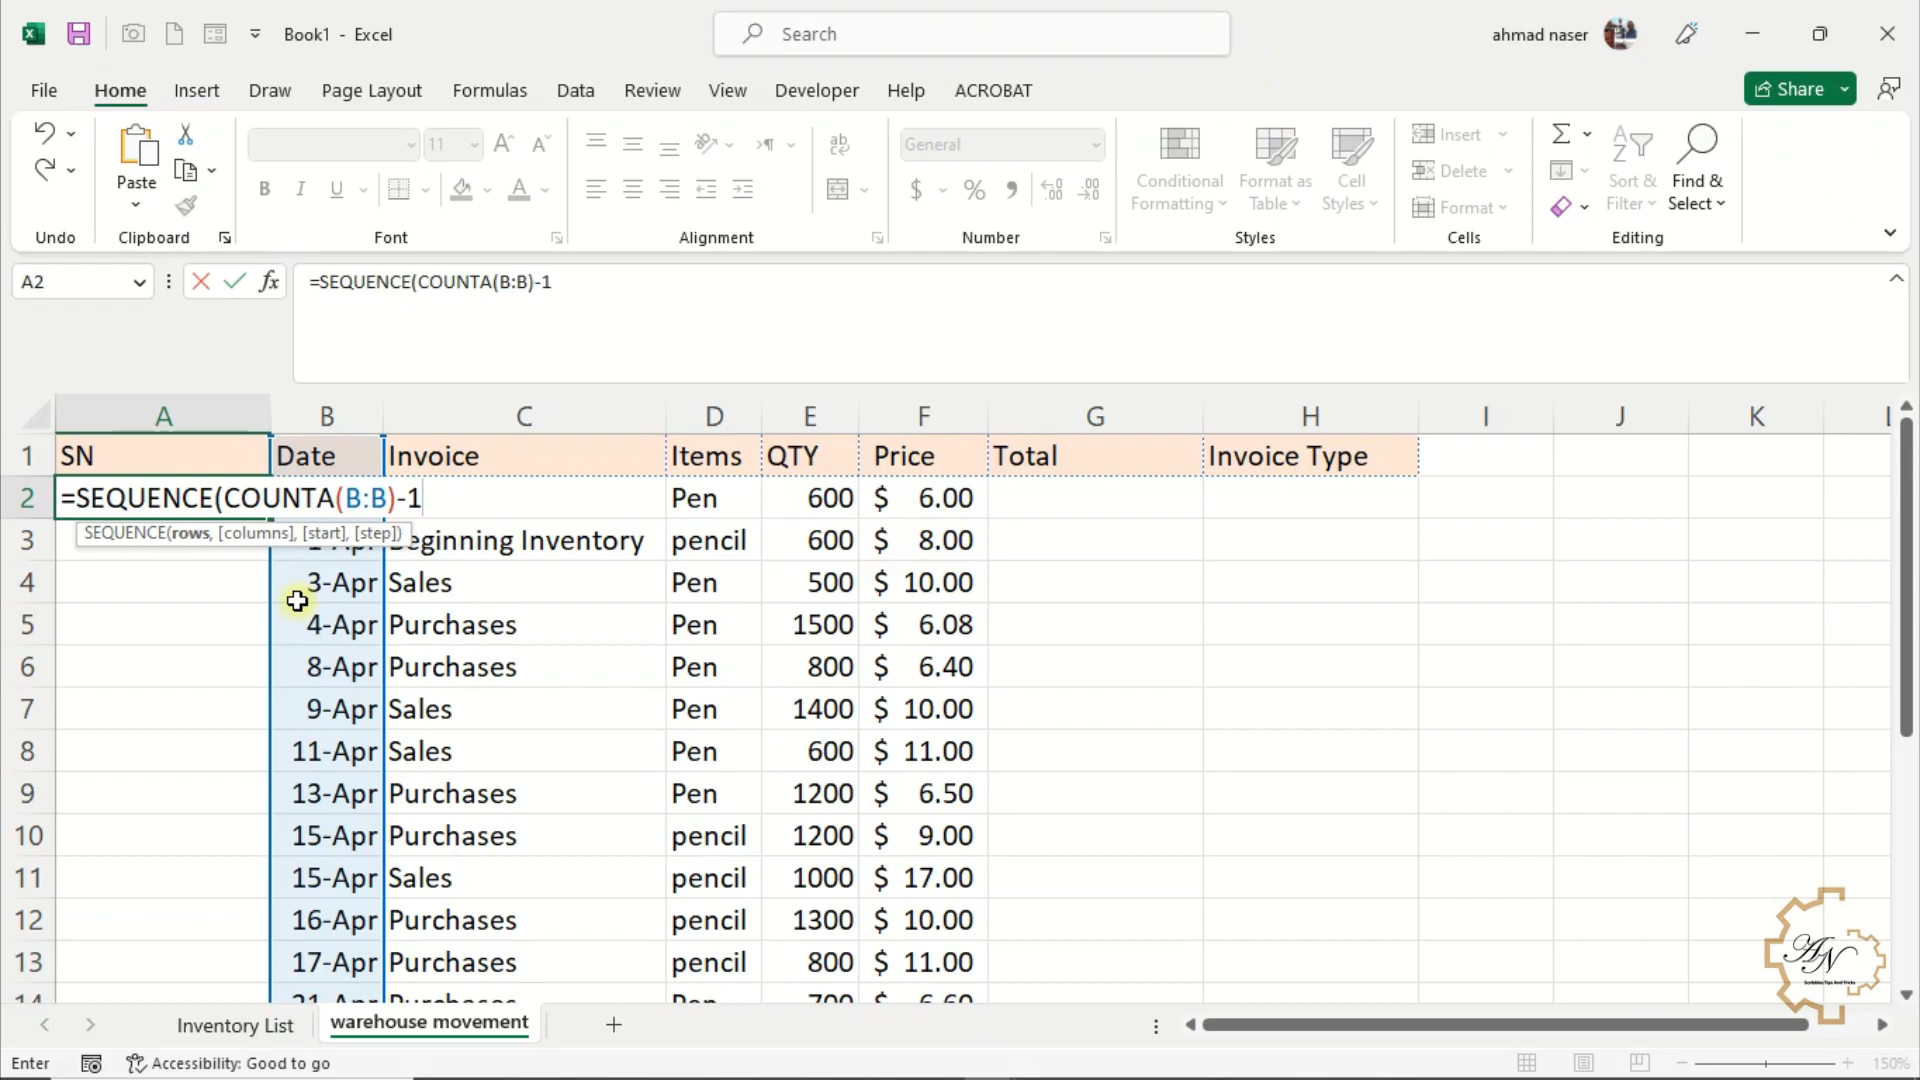 Book1 - Excel
Search
ahmad naser
File Home Insert Draw Page Layout Formulas Data Review View Developer Help ACROBAT
Share
Paste
11
General
Conditional Formatting
Format as Table
Cell Styles
Insert
Delete
Format
Sort & Filter
Find & Select
Undo Clipboard Font Alignment Number Styles Cells Editing
A2
fx
=SEQUENCE(COUNTA(B:B)-1
A B C D E F G H I J K L
1 SN Date Invoice Items QTY Price Total Invoice Type
2 =SEQUENCE(COUNTA(B:B)-1 Pen 600 $ 6.00
SEQUENCE(rows, [columns], [start], [step])
3 1-Apr Beginning Inventory pencil 600 $ 8.00
4 3-Apr Sales Pen 500 $ 10.00
5 4-Apr Purchases Pen 1500 $ 6.08
6 8-Apr Purchases Pen 800 $ 6.40
7 9-Apr Sales Pen 1400 $ 10.00
8 11-Apr Sales Pen 600 $ 11.00
9 13-Apr Purchases Pen 1200 $ 6.50
10 15-Apr Purchases pencil 1200 $ 9.00
11 15-Apr Sales pencil 1000 $ 17.00
12 16-Apr Purchases pencil 1300 $ 10.00
13 17-Apr Purchases pencil 800 $ 11.00
14 21-Apr Purchases Pen 700 6.60
AN
Inventory List warehouse movement
Enter Accessibility: Good to go 150%